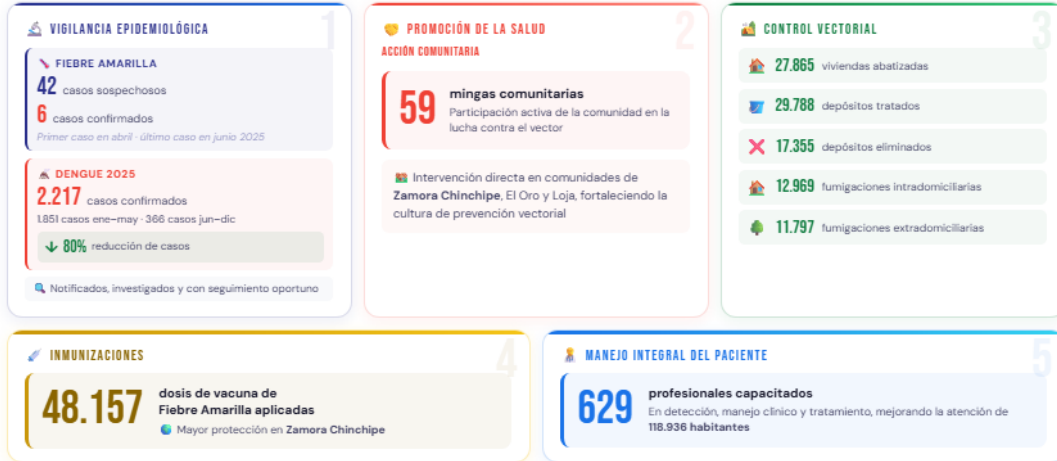 1
VIGILANCIA EPIDEMIOLÓGICA
FIEBRE AMARILLA
42 casos sospechosos
6 casos confirmados
Primer caso en abril · último caso en junio 2025
DENGUE 2025
2.217 casos confirmados
1.851 casos ene–may · 366 casos jun–dic
↓ 80% reducción de casos
Notificados, investigados y con seguimiento oportuno
2
PROMOCIÓN DE LA SALUD
ACCIÓN COMUNITARIA
59
mingas comunitarias
Participación activa de la comunidad en la
lucha contra el vector
Intervención directa en comunidades de
Zamora Chinchipe, El Oro y Loja, fortaleciendo la
cultura de prevención vectorial
3
CONTROL VECTORIAL
27.865 viviendas abatizadas
29.788 depósitos tratados
17.355 depósitos eliminados
12.969 fumigaciones intradomiciliarias
11.797 fumigaciones extradomiciliarias
4
INMUNIZACIONES
48.157
dosis de vacuna de
Fiebre Amarilla aplicadas
Mayor protección en Zamora Chinchipe
5
MANEJO INTEGRAL DEL PACIENTE
629
profesionales capacitados
En detección, manejo clínico y tratamiento, mejorando la atención de
118.936 habitantes